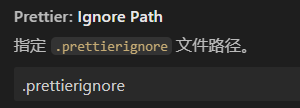 Prettier: Ignore Path
指定 .prettierignore 文件路径。
.prettierignore